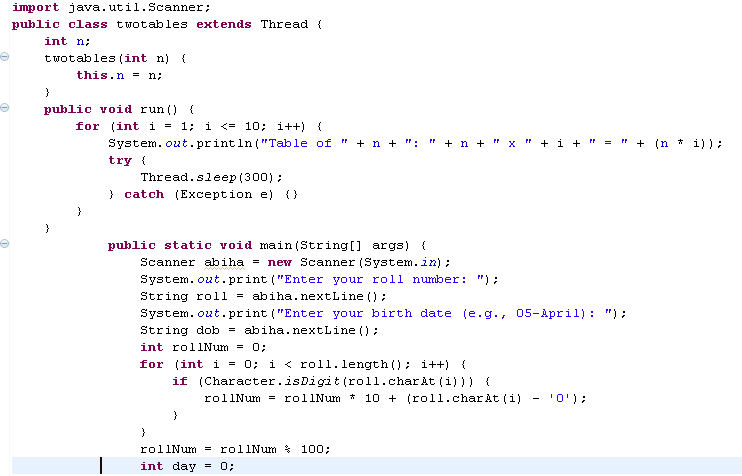 import java.util.Scanner;
public class twotables extends Thread {
    int n;
    twotables(int n) {
        this.n = n;
    }
    public void run() {
        for (int i = 1; i <= 10; i++) {
            System.out.println("Table of " + n + ": " + n + " x " + i + " = " + (n * i));
            try {
                Thread.sleep(300);
            } catch (Exception e) {}
        }
    }
            public static void main(String[] args) {
                Scanner abiha = new Scanner(System.in);
                System.out.print("Enter your roll number: ");
                String roll = abiha.nextLine();
                System.out.print("Enter your birth date (e.g., 05-April): ");
                String dob = abiha.nextLine();
                int rollNum = 0;
                for (int i = 0; i < roll.length(); i++) {
                    if (Character.isDigit(roll.charAt(i))) {
                        rollNum = rollNum * 10 + (roll.charAt(i) - '0');
                    }
                }
                rollNum = rollNum % 100;
                int day = 0;